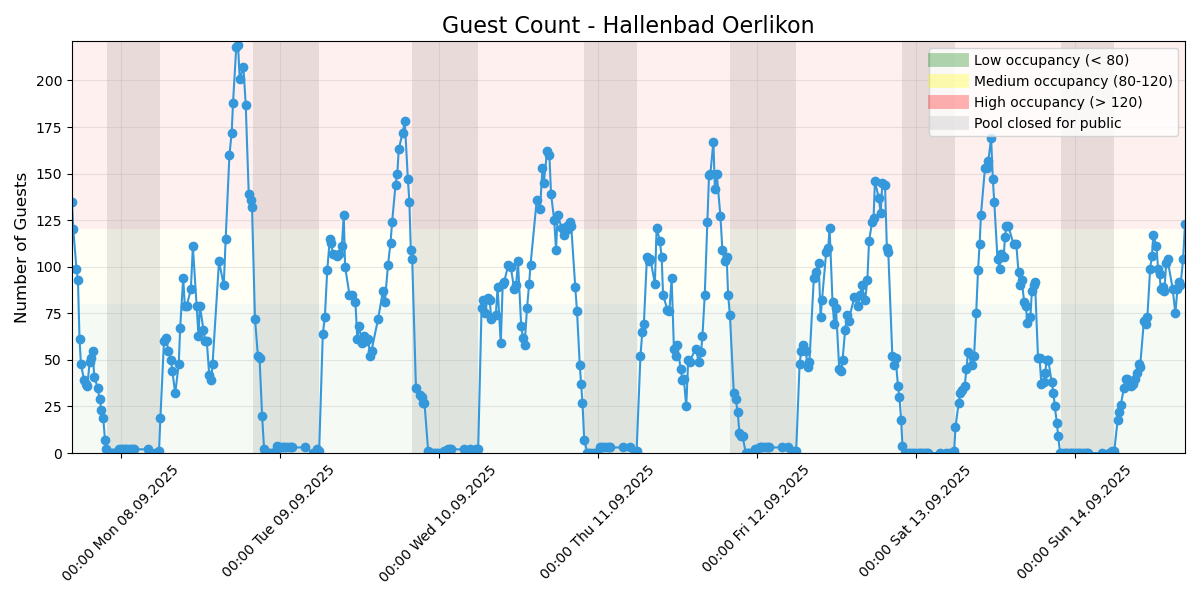 Guest Count - Hallenbad Oerlikon
Number of Guests
200
175
150
125
100
75
50
25
0
Low occupancy (< 80)
Medium occupancy (80-120)
High occupancy (> 120)
Pool closed for public
00:00 Mon 08.09.2025
00:00 Tue 09.09.2025
00:00 Wed 10.09.2025
00:00 Thu 11.09.2025
00:00 Fri 12.09.2025
00:00 Sat 13.09.2025
00:00 Sun 14.09.2025